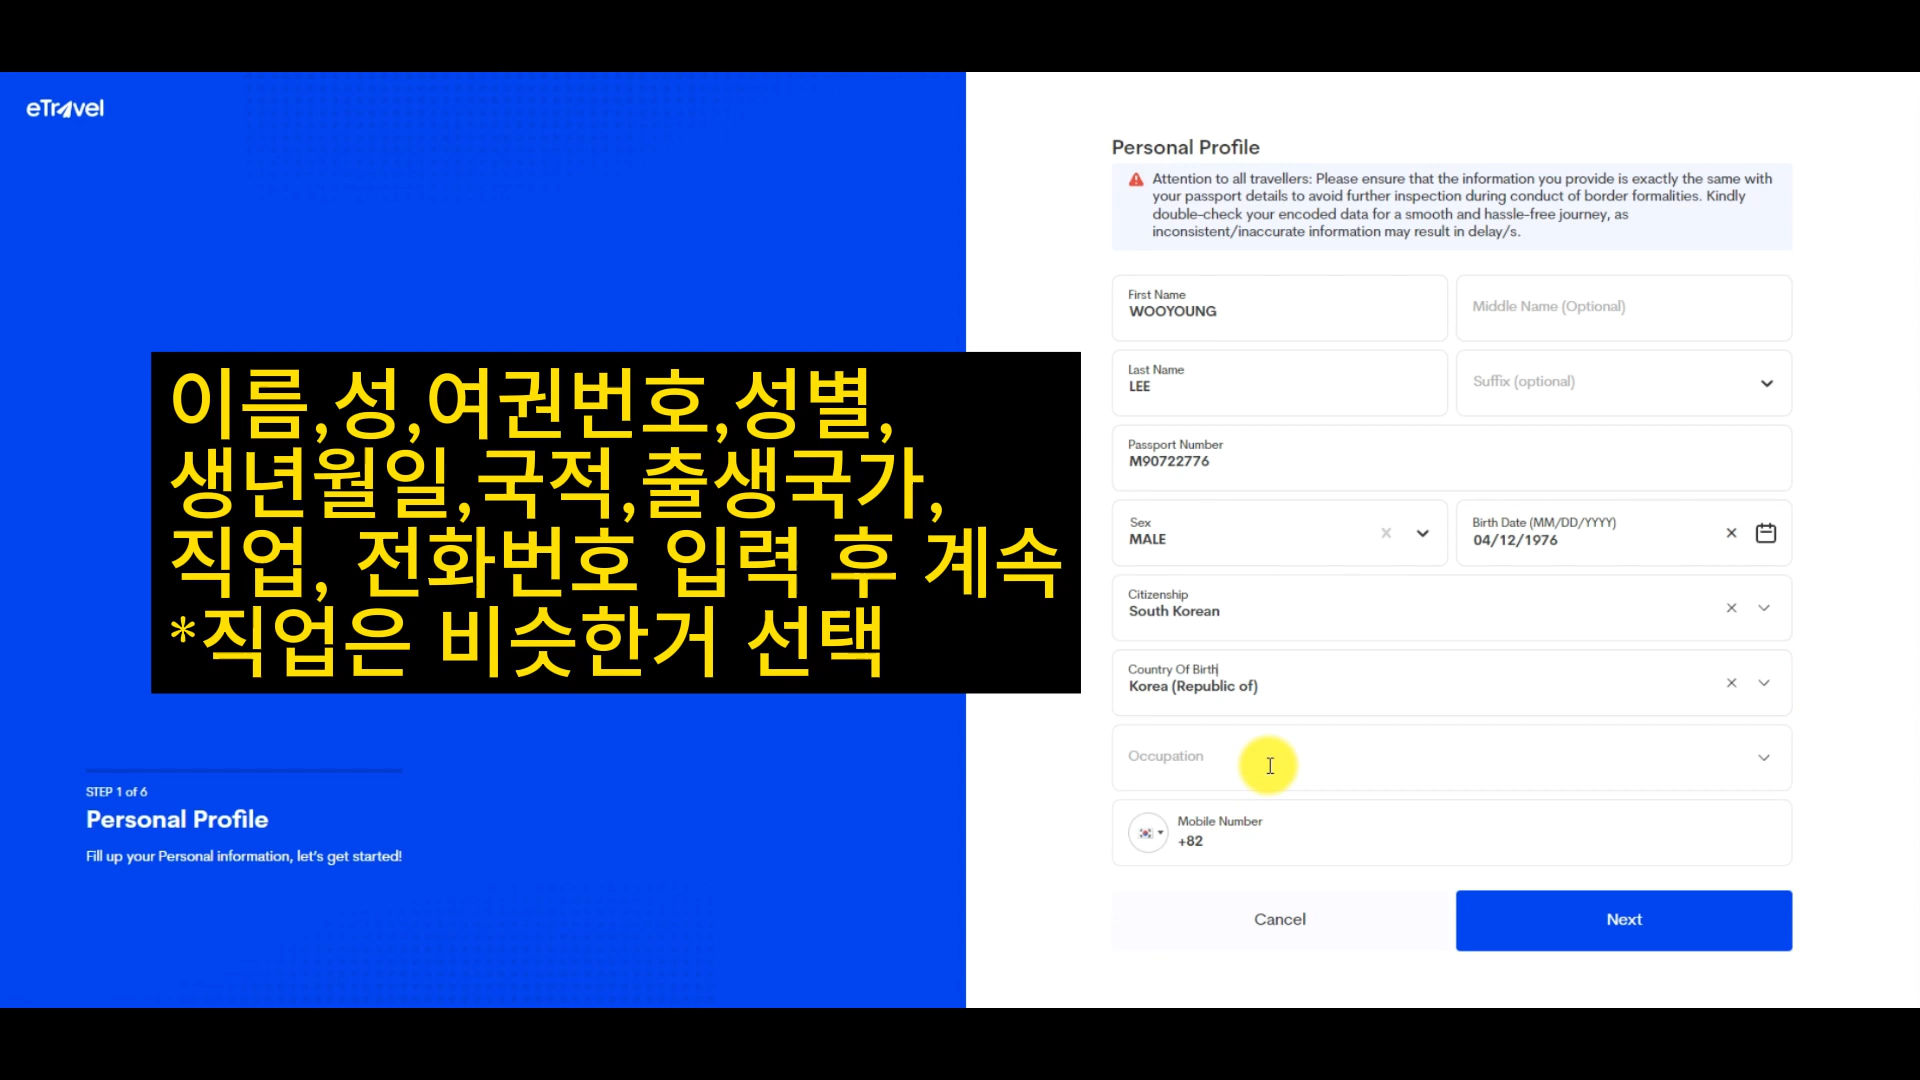 eTravel
이름,성,여권번호,성별,
생년월일,국적,출생국가,
직업, 전화번호 입력 후 계속
*직업은 비슷한거 선택
STEP 1 of 6
Personal Profile
Fill up your Personal information, let's get started!
Personal Profile
Attention to all travellers: Please ensure that the information you provide is exactly the same with
your passport details to avoid further inspection during conduct of border formalities. Kindly
double-check your encoded data for a smooth and hassle-free journey, as
inconsistent/inaccurate information may result in delay/s.
First Name
WOOYOUNG
Middle Name (Optional)
Last Name
LEE
Suffix (optional)
Passport Number
M90722776
Sex
MALE
Birth Date (MM/DD/YYYY)
04/12/1976
Citizenship
South Korean
Country Of Birth
Korea (Republic of)
Occupation
Mobile Number
+82
Cancel
Next